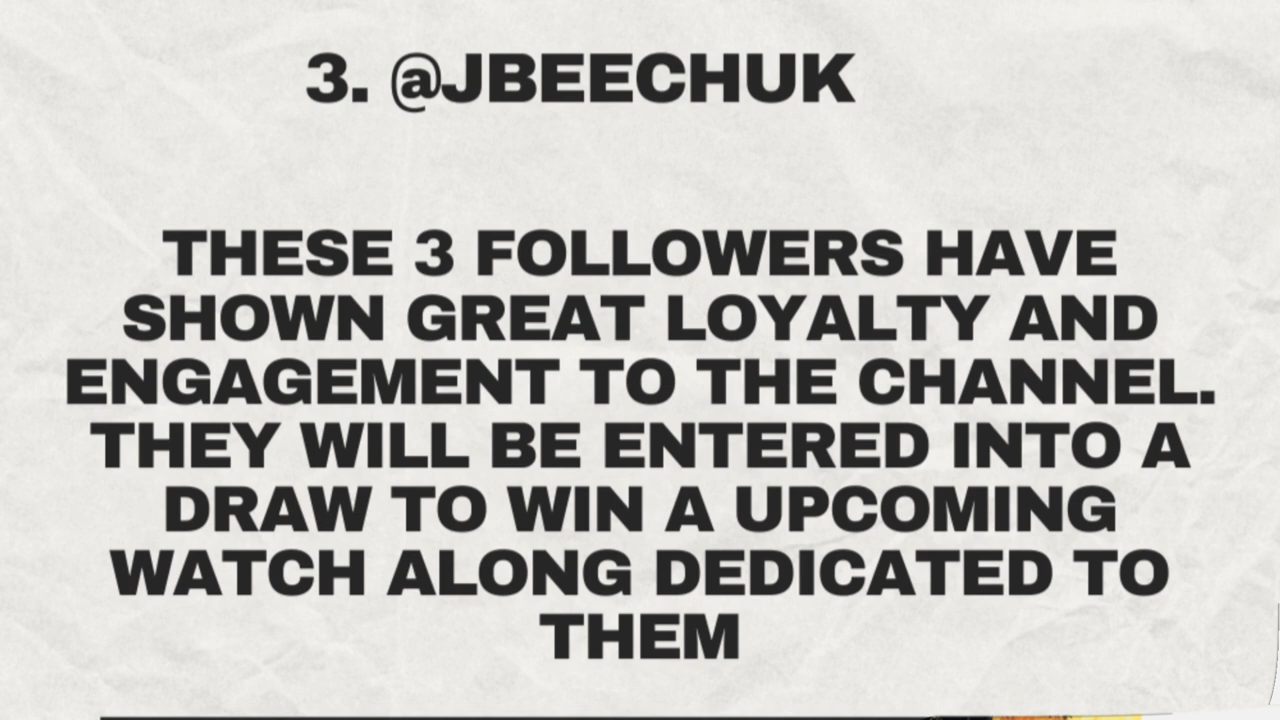 3. @JBEECHUK
THESE 3 FOLLOWERS HAVE
SHOWN GREAT LOYALTY AND
ENGAGEMENT TO THE CHANNEL.
THEY WILL BE ENTERED INTO A
DRAW TO WIN A UPCOMING
WATCH ALONG DEDICATED TO
THEM